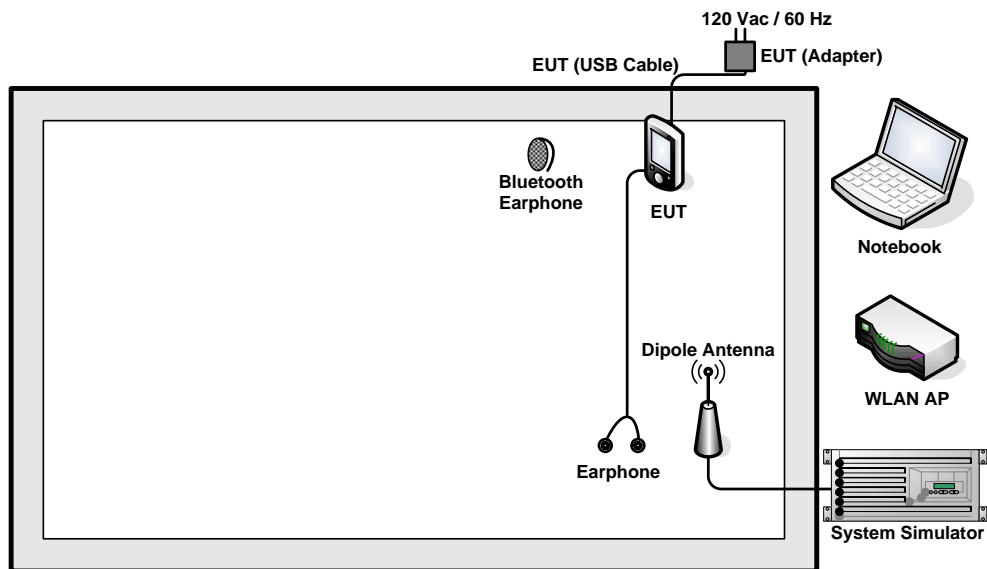 120 Vac / 60 Hz
EUT (Adapter)
EUT (USB Cable)
Bluetooth
Earphone
EUT
Notebook
Dipole Antenna
WLAN AP
Earphone
System Simulator